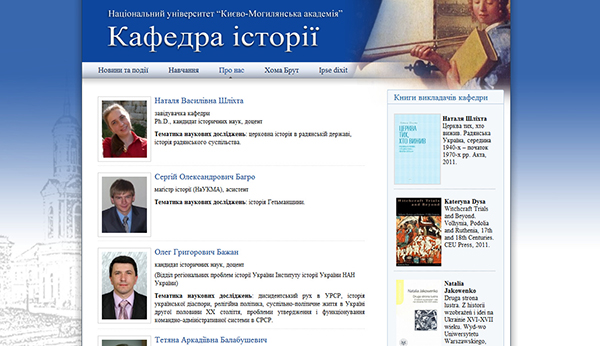 Національний університет “Києво-Могилянська академія”
Кафедра історії
Новини та події
Навчання
Про нас
Хома Брут
Ipse dixit
Наталя Василівна Шліхта
завідувачка кафедри
Ph.D., кандидат історичних наук, доцент
Тематика наукових досліджень: церковна історія в радянській державі,
історія радянського суспільства.
Сергій Олександрович Багро
магістр історії (НаУКМА), асистент
Тематика наукових досліджень: історія Гетьманщини.
Олег Григорович Бажан
кандидат історичних наук, доцент
(Відділ регіональних проблем історії України Інституту історії України НАН
України)
Тематика наукових досліджень: дисидентський рух в УРСР, історія
української діаспори, релігійна політика, суспільно-політичне життя в Україні
другої половини ХХ століття, проблеми утвердження і функціонування
командно-адміністративної системи в СРСР.
Тетяна Аркадіївна Балабушевич
Книги викладачів кафедри
ЦЕРКВА
ТИХ,
ХТО ВИЖИВ
Наталя Шліхта
Церква тих, хто
вижив. Радянська
Україна, середина
1940-х – початок
1970-х рр. Акта,
2011.
Witchcraft Trials
and Beyond
Kateryna Dysa
Witchcraft Trials
and Beyond,
Volhynia, Podolia
and Ruthenia, 17th
and 18th Centuries.
CEU Press, 2011.
Natalia Jakowenko
Natalia
Jakowenko
Druga strona
lustra. Z historii
wzobrażeń i idei na
Ukrainie XVI-XVII
wieku. Wyd-wo
Uniwersytetu
Warszawskiego,